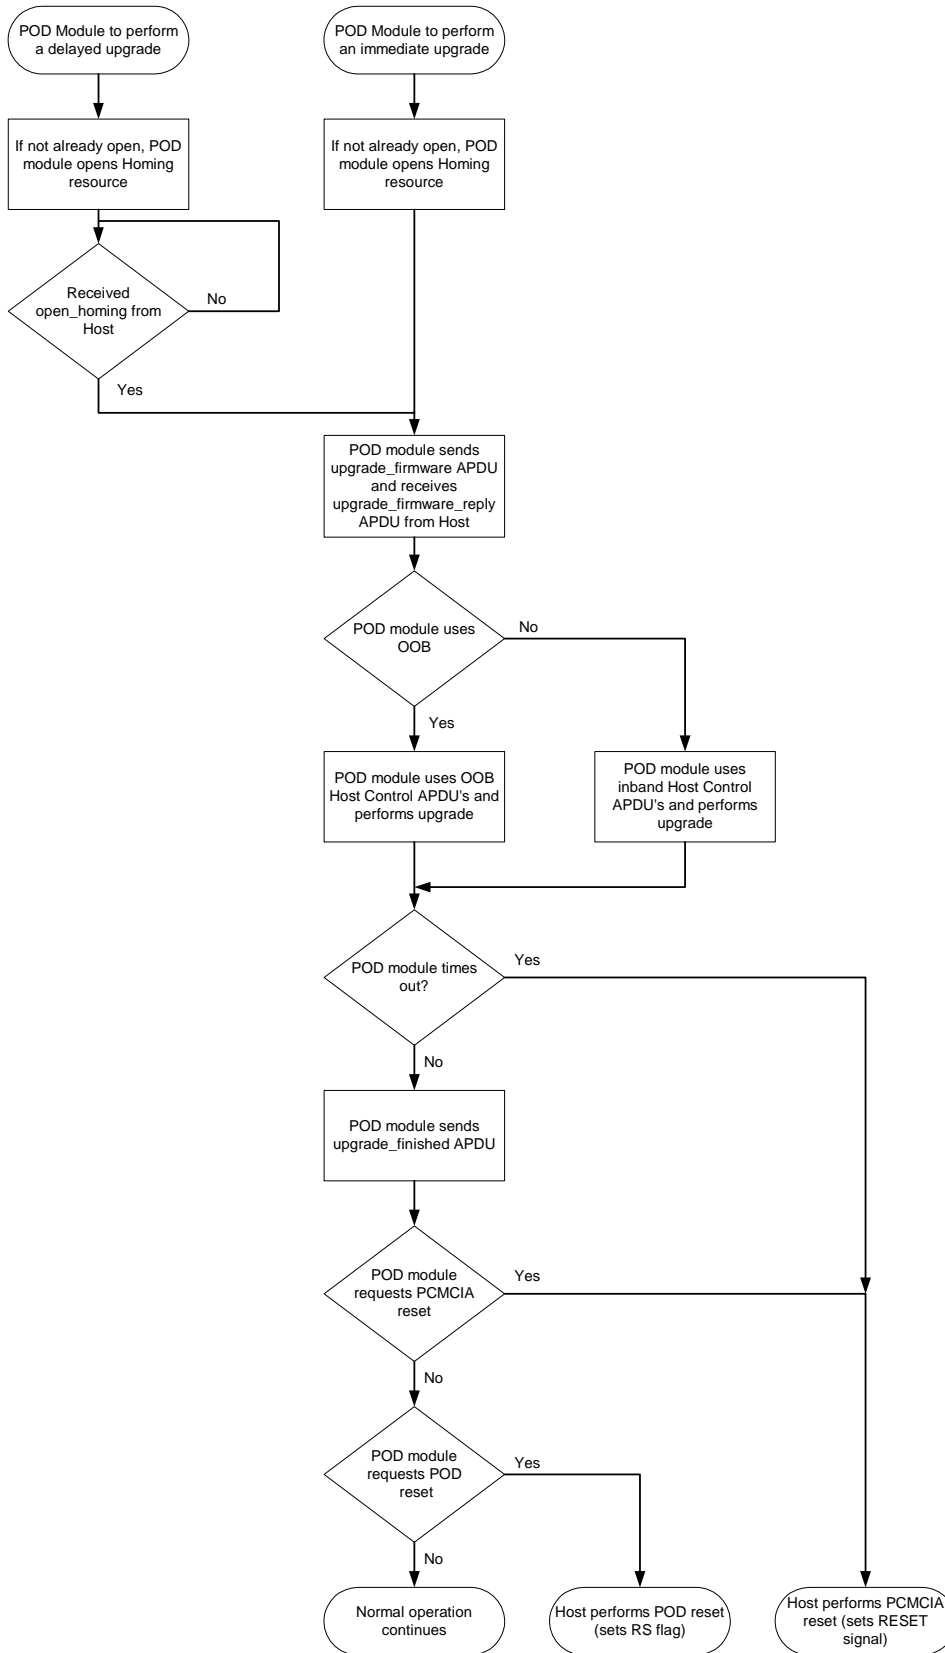 POD Module to perform
a delayed upgrade
POD Module to perform
an immediate upgrade
If not already open, POD
module opens Homing
resource
If not already open, POD
module opens Homing
resource
Received
open_homing from
Host
No
Yes
POD module sends
upgrade_firmware APDU
and receives
upgrade_firmware_reply
APDU from Host
POD module uses
OOB
No
Yes
POD module uses OOB
Host Control APDU's and
performs upgrade
POD module uses
inband Host Control
APDU's and performs
upgrade
POD module times
out?
Yes
No
POD module sends
upgrade_finished APDU
POD module
requests PCMCIA
reset
Yes
No
POD module
requests POD
reset
Yes
No
Normal operation
continues
Host performs POD reset
(sets RS flag)
Host performs PCMCIA
reset (sets RESET
signal)